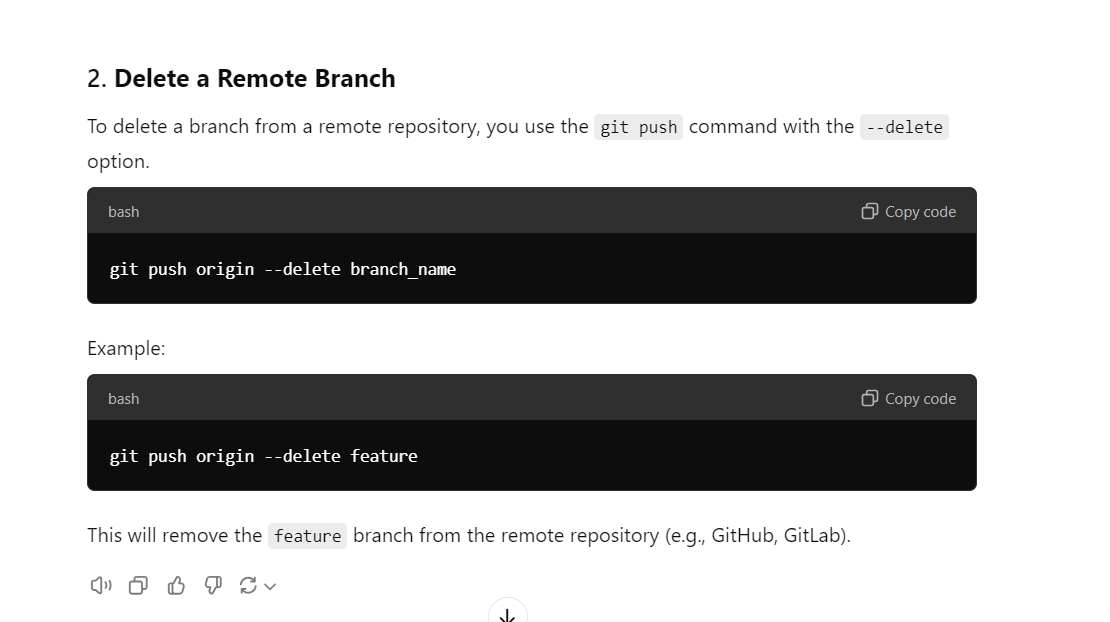 2. Delete a Remote Branch
To delete a branch from a remote repository, you use the git push command with the --delete
option.
bash
Copy code
git push origin --delete branch_name
Example:
bash
Copy code
git push origin --delete feature
This will remove the feature branch from the remote repository (e.g., GitHub, GitLab).